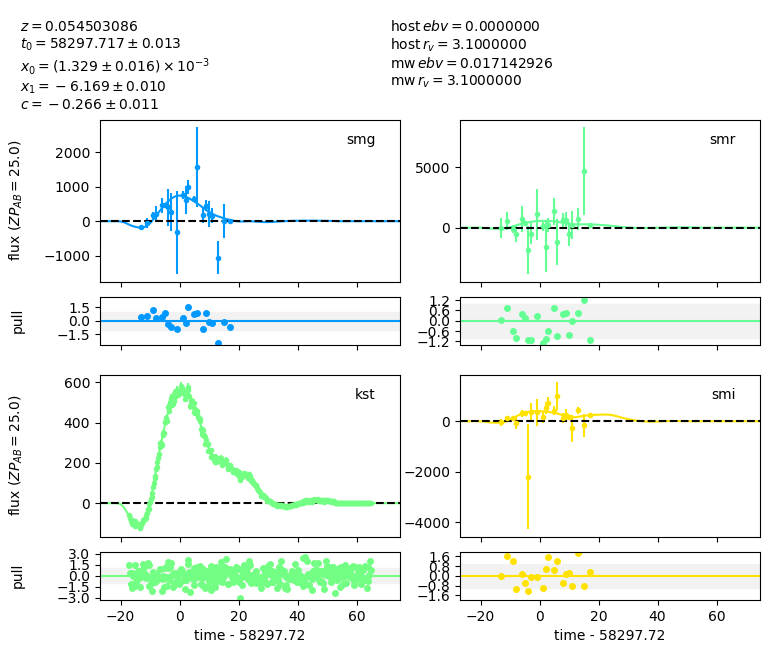 z = 0.054503086
t₀ = 58297.717 ± 0.013
x₀ = (1.329 ± 0.016) × 10⁻³
x₁ = −6.169 ± 0.010
c = −0.266 ± 0.011
host ebv = 0.0000000
host r_v = 3.1000000
mw ebv = 0.017142926
mw r_v = 3.1000000
smg
flux (ZP_AB = 25.0)
2000
1000
0
−1000
smr
5000
0
pull
1.5
0.0
−1.5
1.2
0.6
0.0
−0.6
−1.2
kst
flux (ZP_AB = 25.0)
600
400
200
0
smi
0
−2000
−4000
pull
3.0
1.5
0.0
−1.5
−3.0
−20 0 20 40 60
time - 58297.72
1.6
0.8
0.0
−0.8
−1.6
−20 0 20 40 60
time - 58297.72